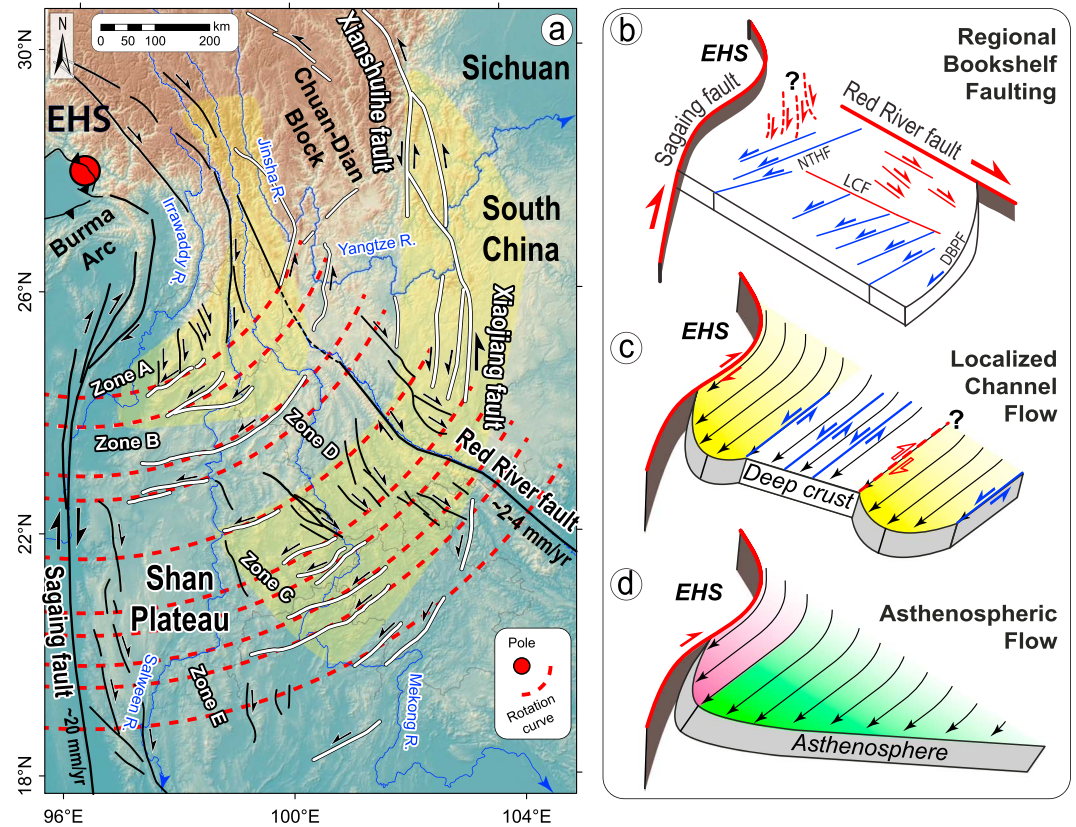 a
N
0 50 100 200
km
30°N
26°N
22°N
18°N
96°E
100°E
104°E
EHS
Burma
Arc
Irrawaddy R.
Jinsha R.
Chuan-Dian
Block
Xianshuihe fault
Sichuan
South
China
Yangtze R.
Xiaojiang fault
Zone A
Zone B
Zone D
Zone C
Zone E
Red River fault
~2-4 mm/yr
Shan
Plateau
Sagaing fault
~20 mm/yr
Salween R.
Mekong R.
Pole
Rotation
curve
b
EHS
Regional
Bookshelf
Faulting
Sagaing fault
?
Red River fault
NTHF
LCF
DBPF
c
EHS
Localized
Channel
Flow
?
Deep crust
d
EHS
Asthenospheric
Flow
Asthenosphere